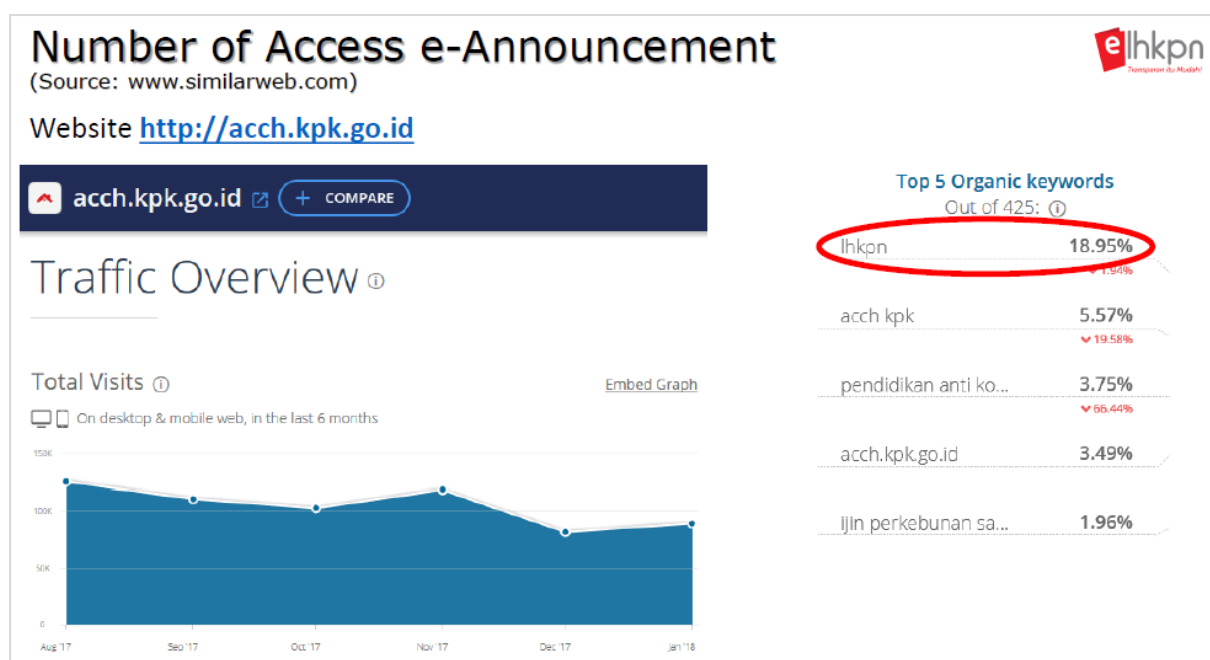 Number of Access e-Announcement
(Source: www.similarweb.com)
elhkpn
Transparan itu Mudah!
Website http://acch.kpk.go.id
acch.kpk.go.id + COMPARE
Traffic Overview
Total Visits
Embed Graph
On desktop & mobile web, in the last 6 months
150K
100K
50K
0
Aug '17 Sep '17 Oct '17 Nov' 17 Dec '17 Jan '18
Top 5 Organic keywords
Out of 425:
lhkpn 18.95%
1.94%
acch kpk 5.57%
19.58%
pendidikan anti ko... 3.75%
66.44%
acch.kpk.go.id 3.49%
ijin perkebunan sa... 1.96%